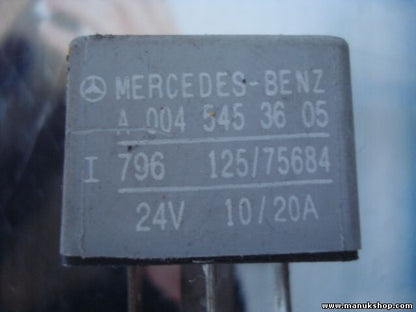 MERCEDES-BENZ
A 004 545 36 05
I 796 125/75684
24V 10/20A
www.manukshop.com